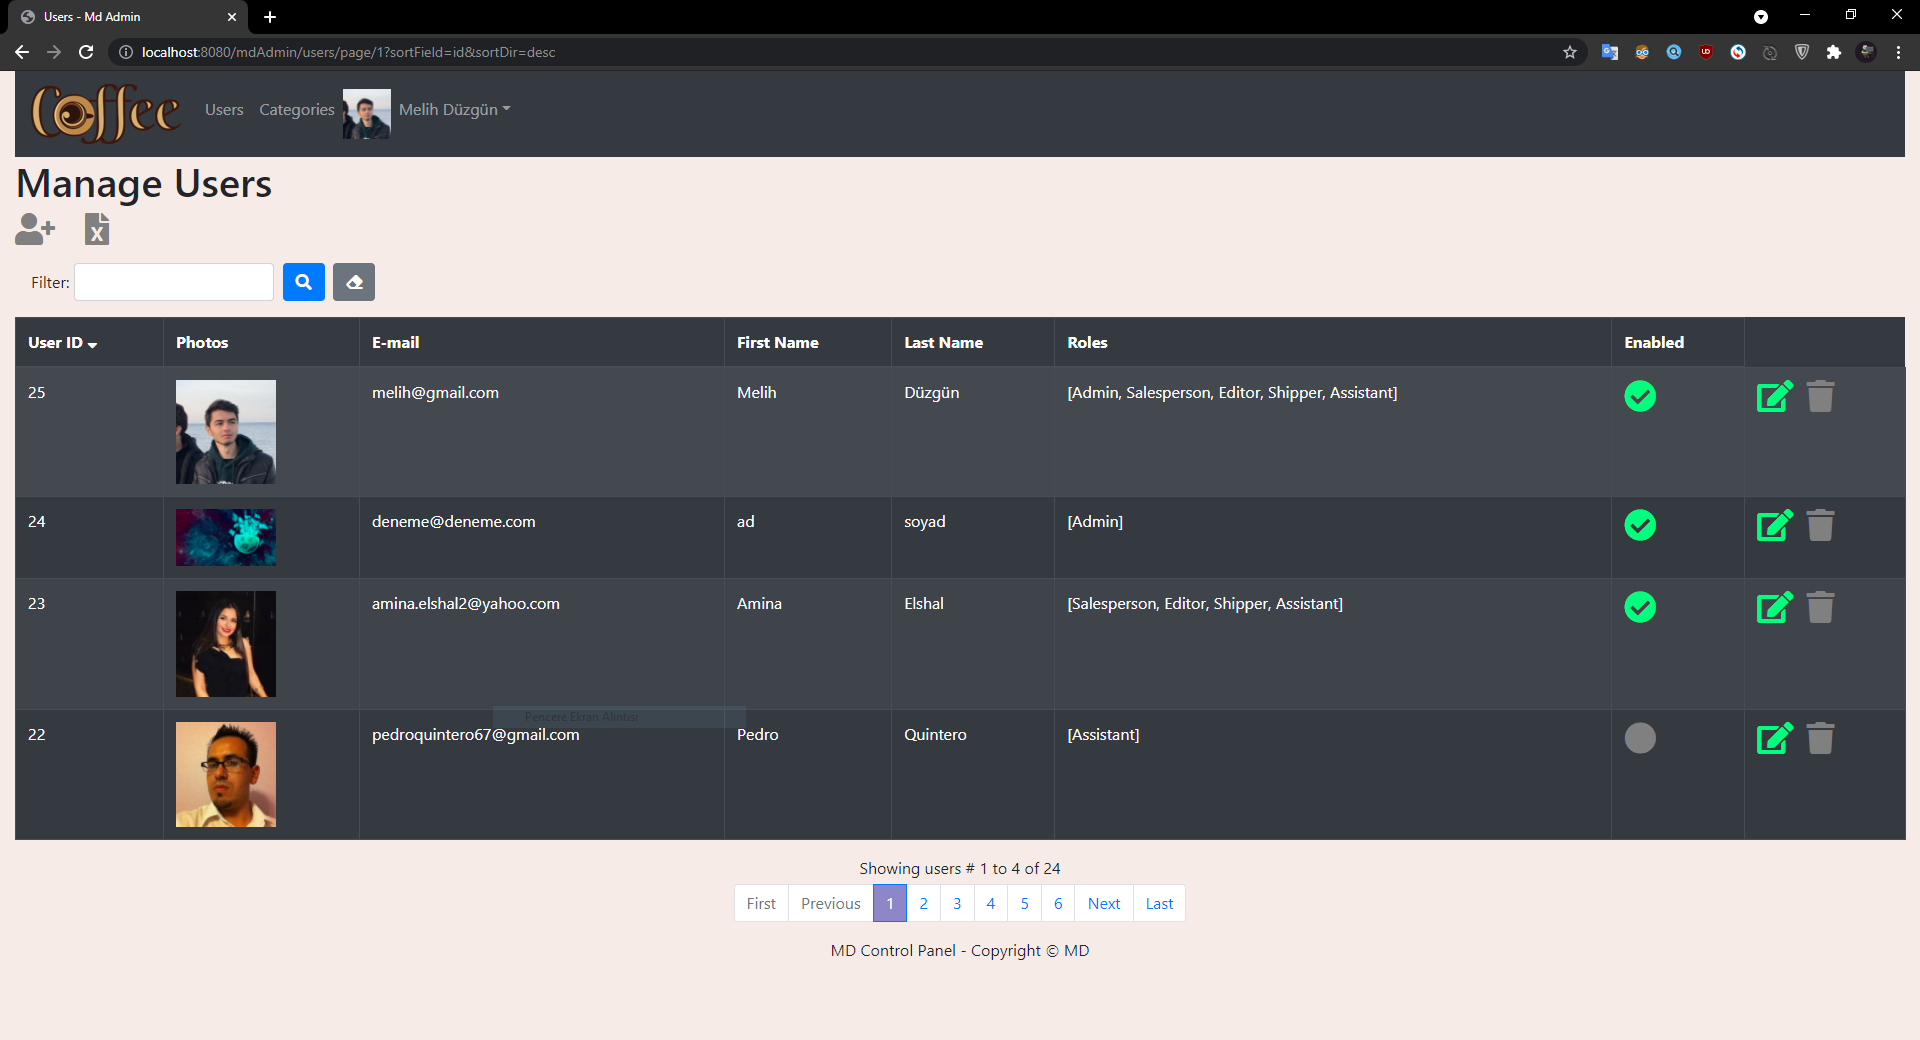 Users - Md Admin
localhost:8080/mdAdmin/users/page/1?sortField=id&sortDir=desc
Coffee Users Categories Melih Düzgün
Manage Users
Filter:
User ID Photos E-mail First Name Last Name Roles Enabled
25 melih@gmail.com Melih Düzgün [Admin, Salesperson, Editor, Shipper, Assistant]
24 deneme@deneme.com ad soyad [Admin]
23 amina.elshal2@yahoo.com Amina Elshal [Salesperson, Editor, Shipper, Assistant]
Pencere Ekran Alıntısı
22 pedroquintero67@gmail.com Pedro Quintero [Assistant]
Showing users # 1 to 4 of 24
First Previous 1 2 3 4 5 6 Next Last
MD Control Panel - Copyright © MD